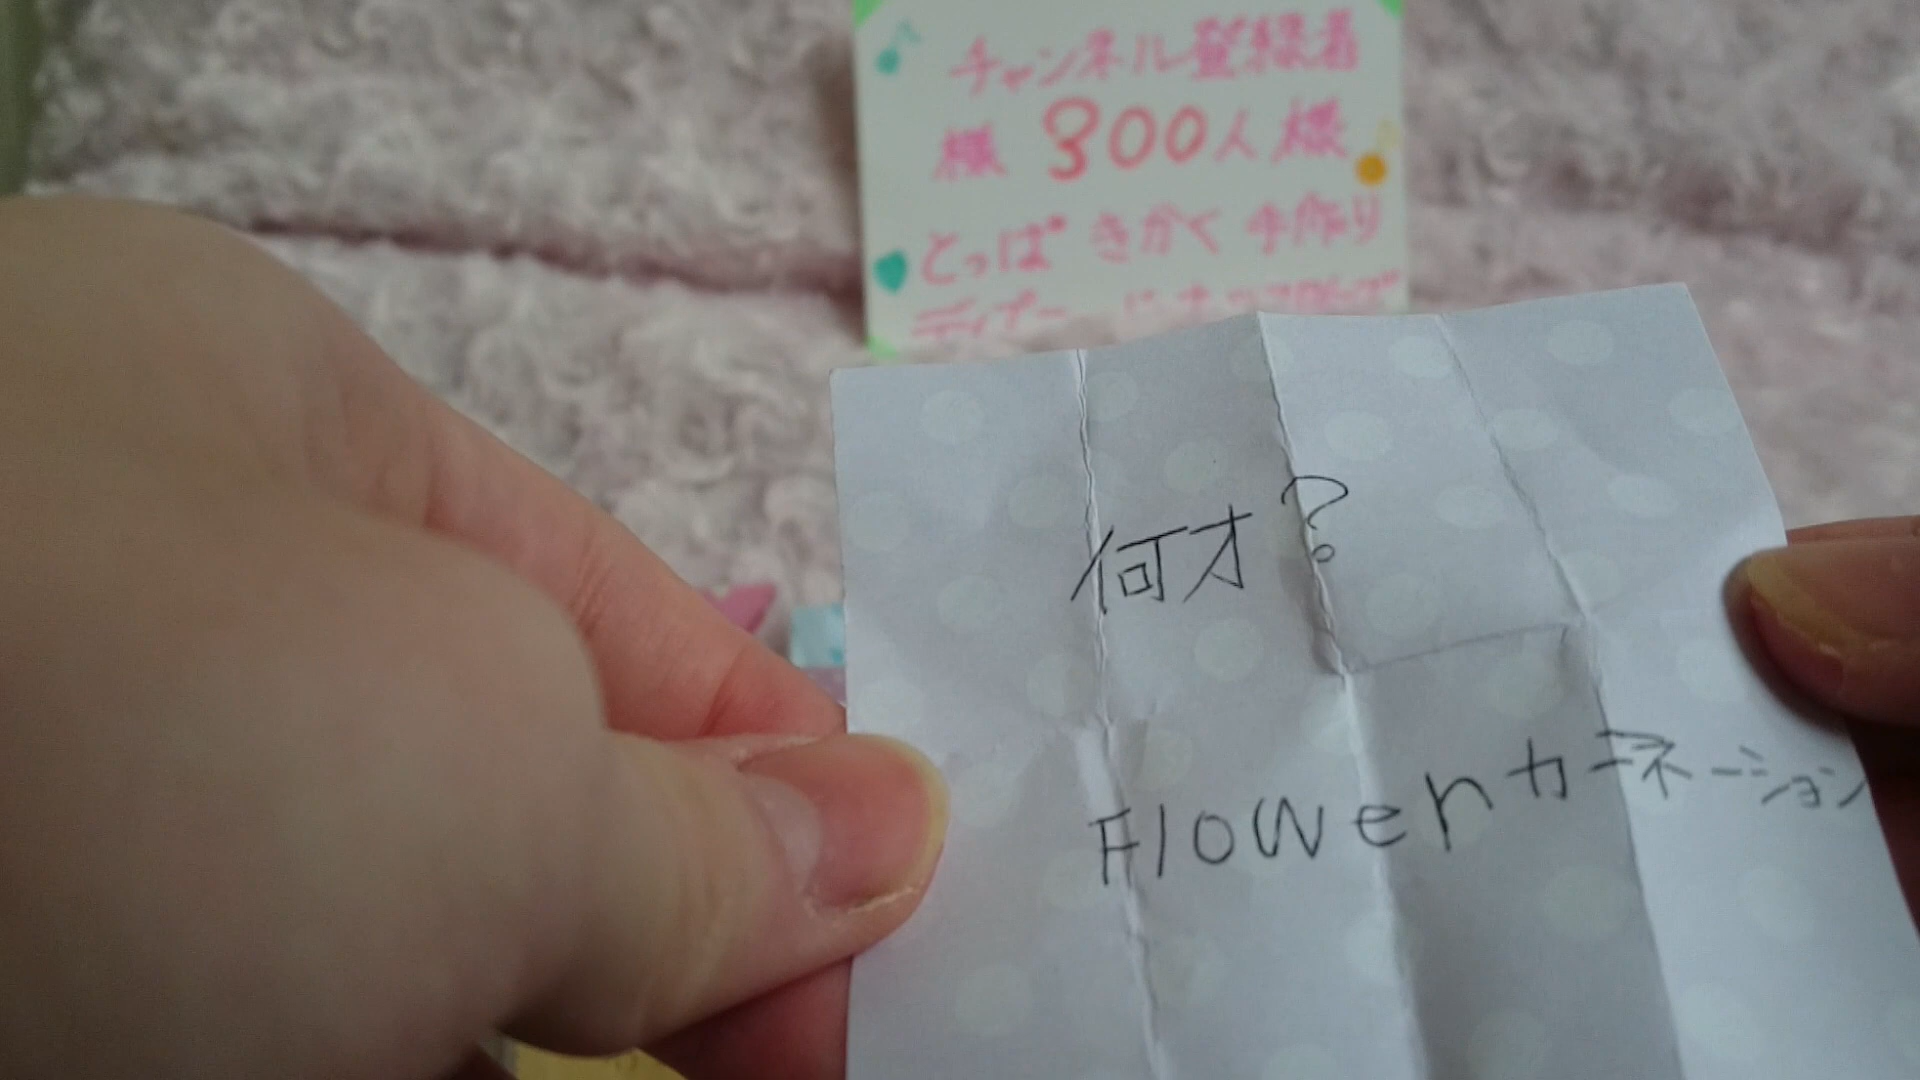 チャンネル登録者
様 300人様
とっぱ きかく 手作り
何才?
Flowerカーネーション